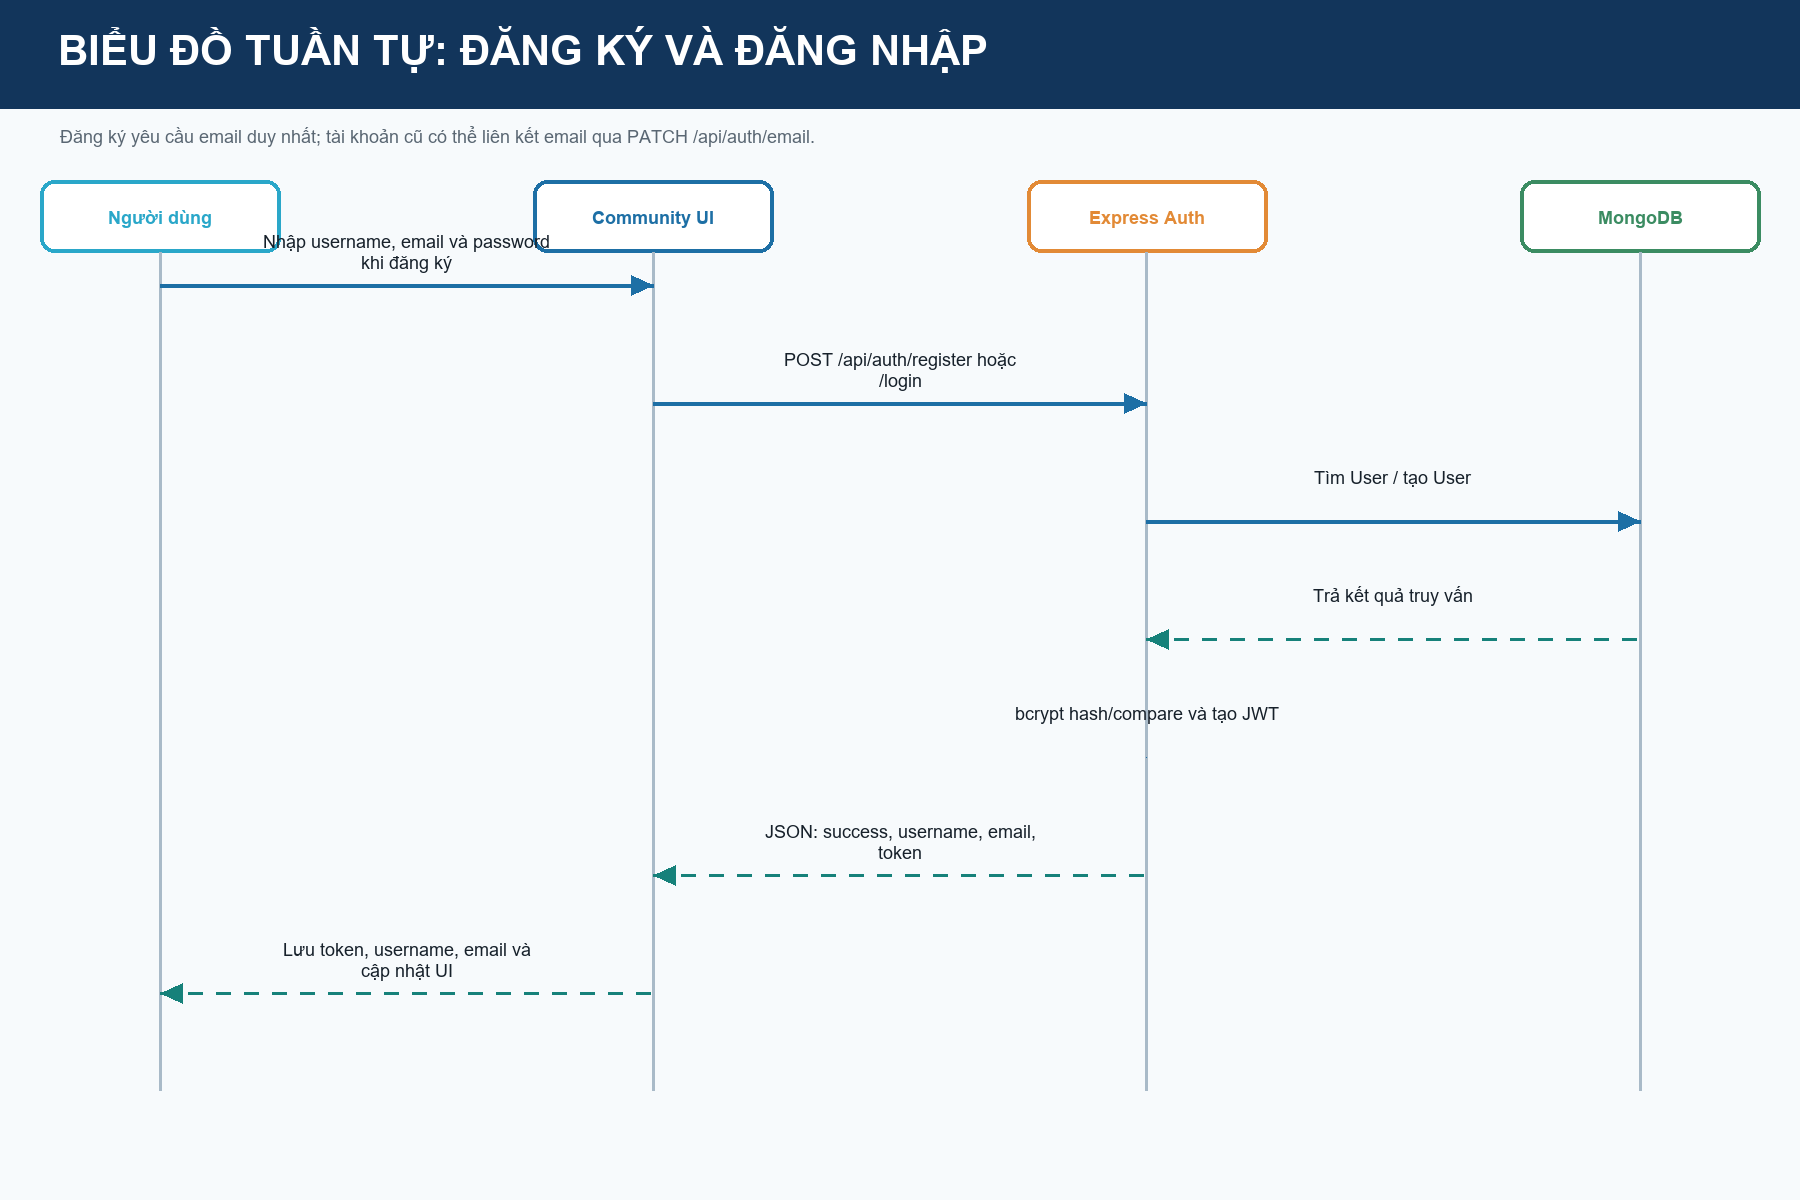 BIỂU ĐỒ TUẦN TỰ: ĐĂNG KÝ VÀ ĐĂNG NHẬP
Đăng ký yêu cầu email duy nhất; tài khoản cũ có thể liên kết email qua PATCH /api/auth/email.
Người dùng
Community UI
Express Auth
MongoDB
Nhập username, email và password
khi đăng ký
POST /api/auth/register hoặc
/login
Tìm User / tạo User
Trả kết quả truy vấn
bcrypt hash/compare và tạo JWT
JSON: success, username, email,
token
Lưu token, username, email và
cập nhật UI